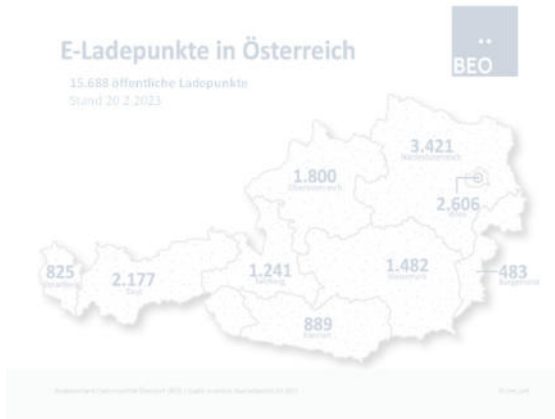 E-Ladepunkte in Österreich
BEÖ
15.688 öffentliche Ladepunkte
Stand 20.2.2023
3.421
Niederösterreich
1.800
Oberösterreich
2.606
Wien
825
Vorarlberg
2.177
Tirol
1.241
Salzburg
1.482
Steiermark
483
Burgenland
889
Kärnten